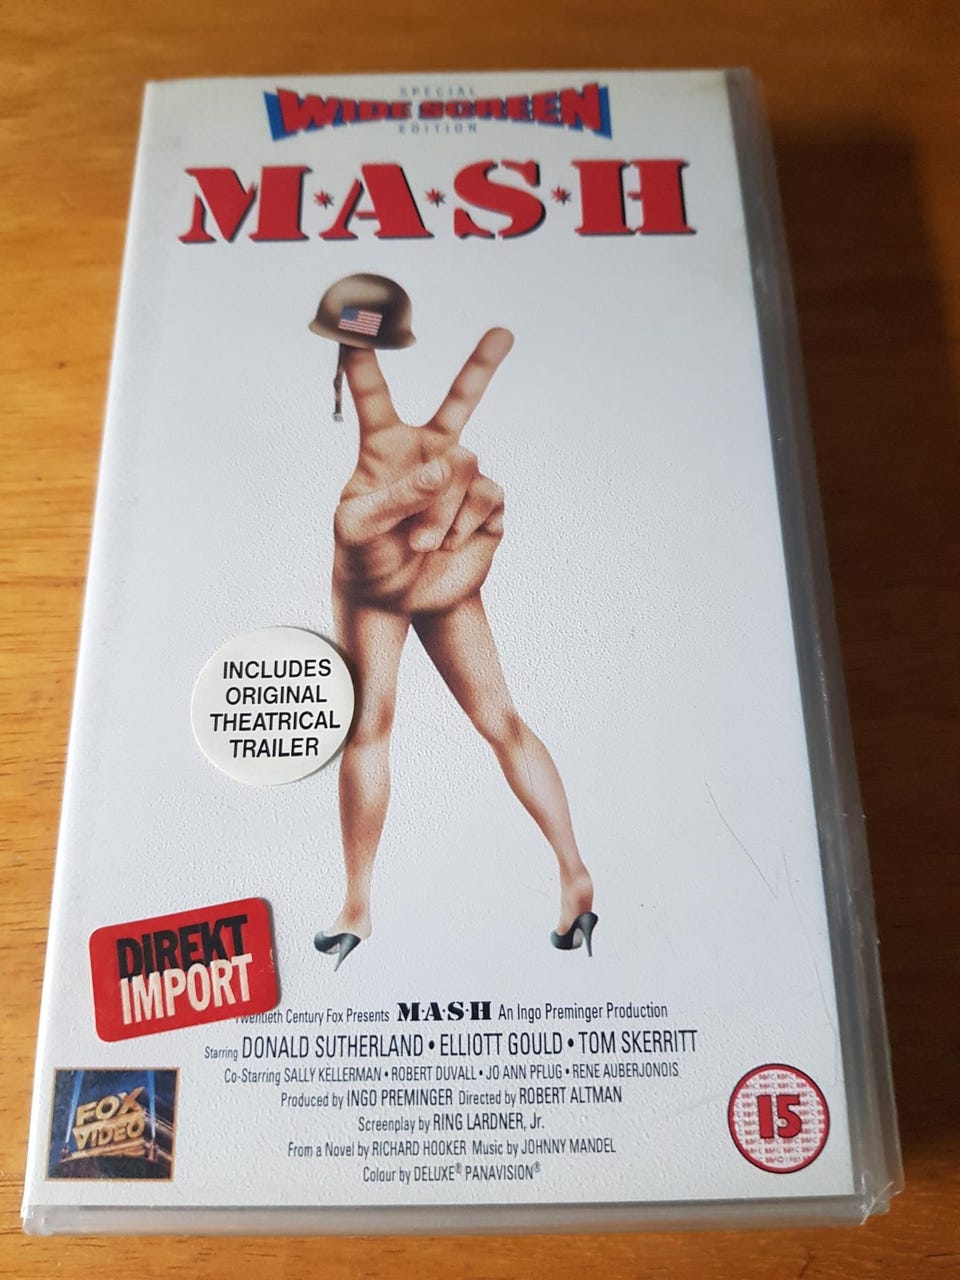 SPECIAL
WIDE SCREEN
EDITION
M*A*S*H
INCLUDES
ORIGINAL
THEATRICAL
TRAILER
DIREKT
IMPORT
Twentieth Century Fox Presents M*A*S*H An Ingo Preminger Production
Starring DONALD SUTHERLAND • ELLIOTT GOULD • TOM SKERRITT
Co-Starring SALLY KELLERMAN • ROBERT DUVALL • JO ANN PFLUG • RENE AUBERJONOIS
Produced by INGO PREMINGER Directed by ROBERT ALTMAN
Screenplay by RING LARDNER, Jr.
From a Novel by RICHARD HOOKER Music by JOHNNY MANDEL
Colour by DELUXE® PANAVISION®
FOX
VIDEO
15